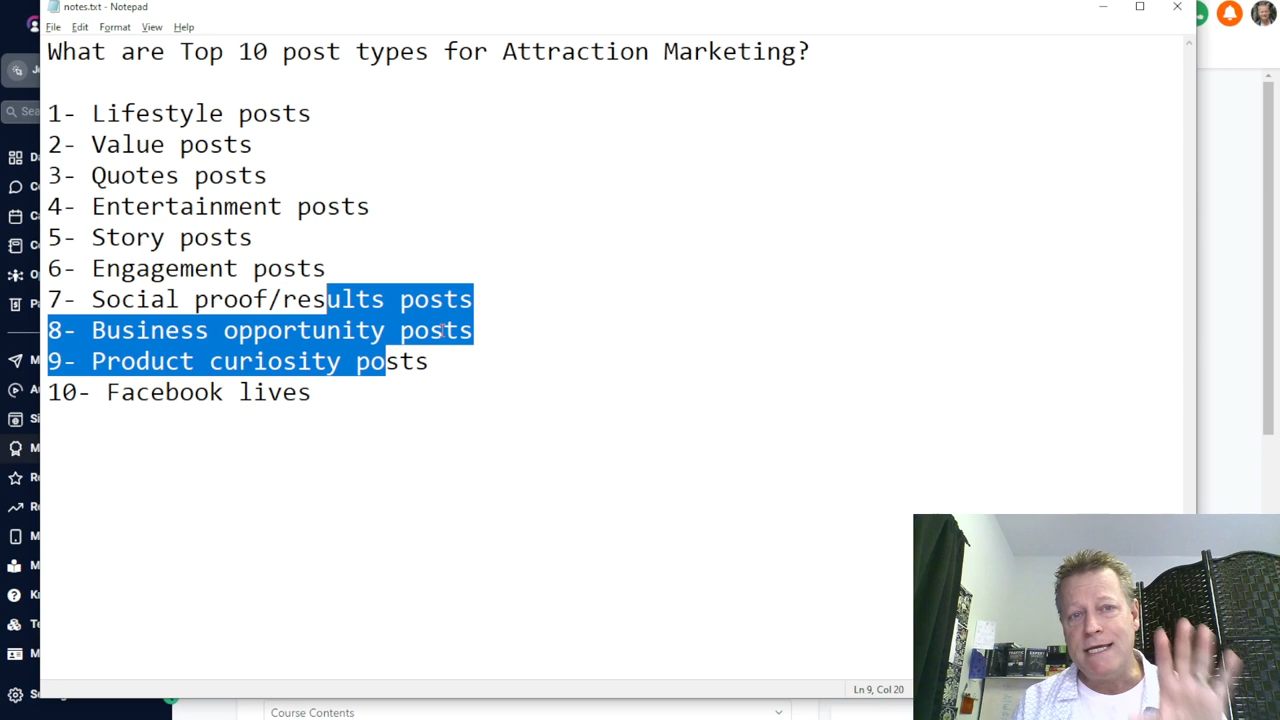 notes.txt - Notepad
File Edit Format View Help
What are Top 10 post types for Attraction Marketing?
1- Lifestyle posts
2- Value posts
3- Quotes posts
4- Entertainment posts
5- Story posts
6- Engagement posts
7- Social proof/results posts
8- Business opportunity posts
9- Product curiosity posts
10- Facebook lives
Ln 9, Col 20
Course Contents